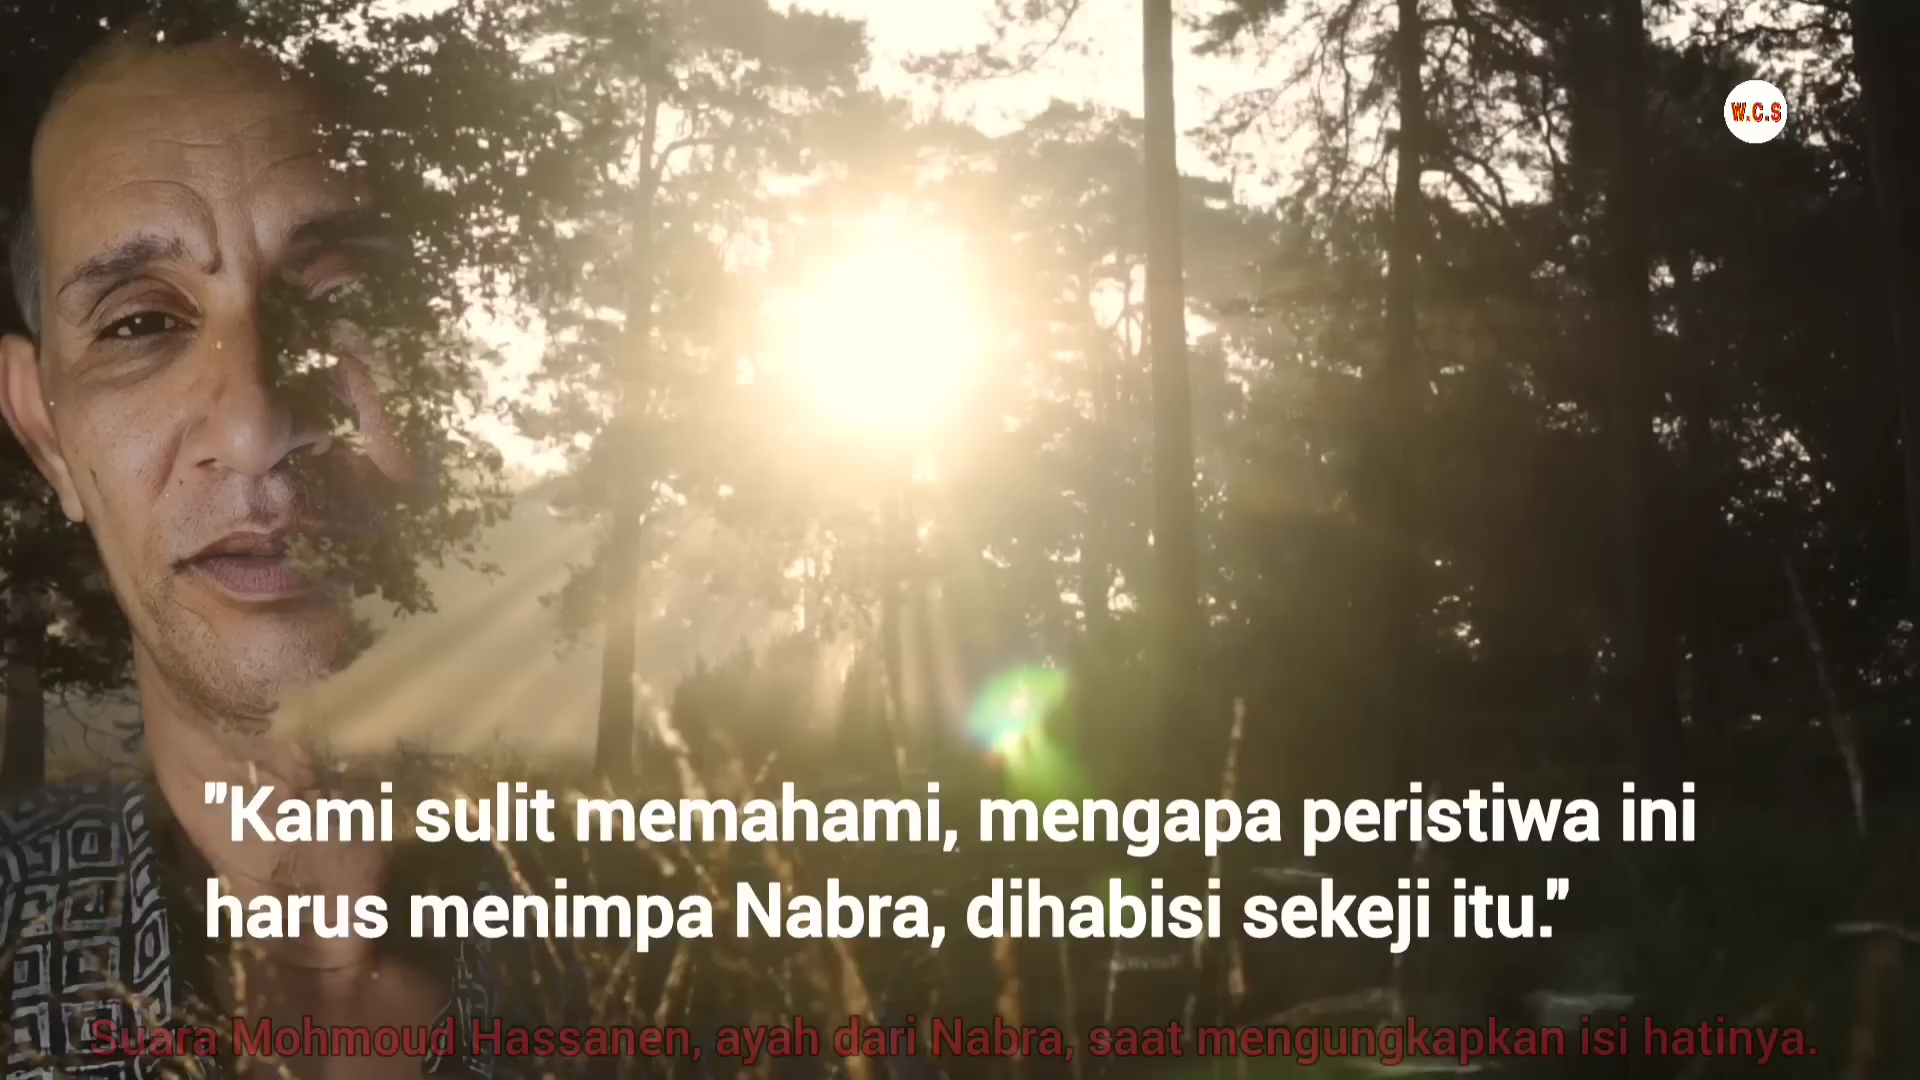 W.C.S
"Kami sulit memahami, mengapa peristiwa ini
harus menimpa Nabra, dihabisi sekeji itu."
Suara Mohmoud Hassanen, ayah dari Nabra, saat mengungkapkan isi hatinya.